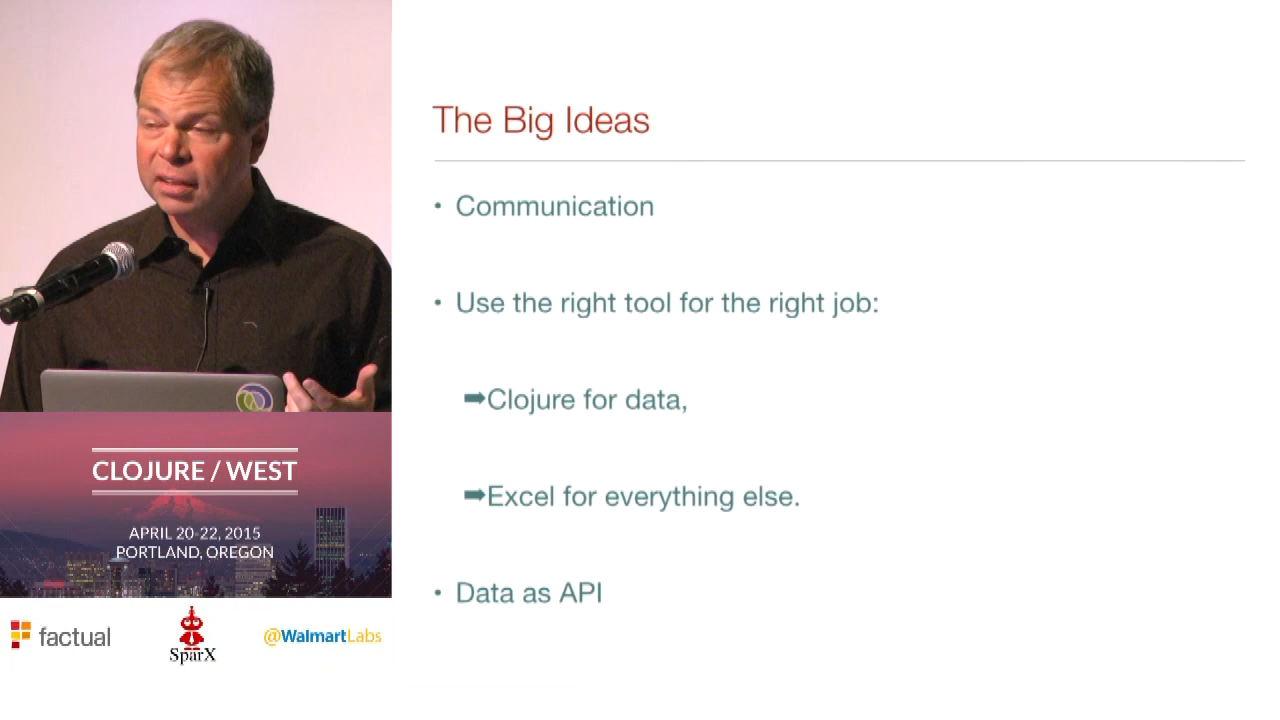 The Big Ideas
• Communication
• Use the right tool for the right job:
➡Clojure for data,
➡Excel for everything else.
• Data as API
CLOJURE / WEST
APRIL 20-22, 2015
PORTLAND, OREGON
factual
SparX
@WalmartLabs